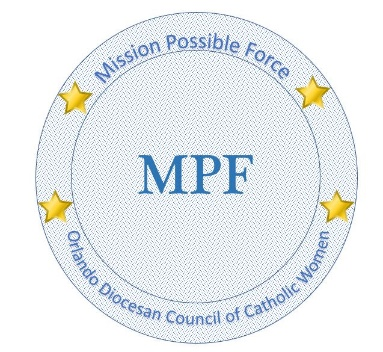 Mission Possible Force
MPF
Orlando Diocesan Council of Catholic Women